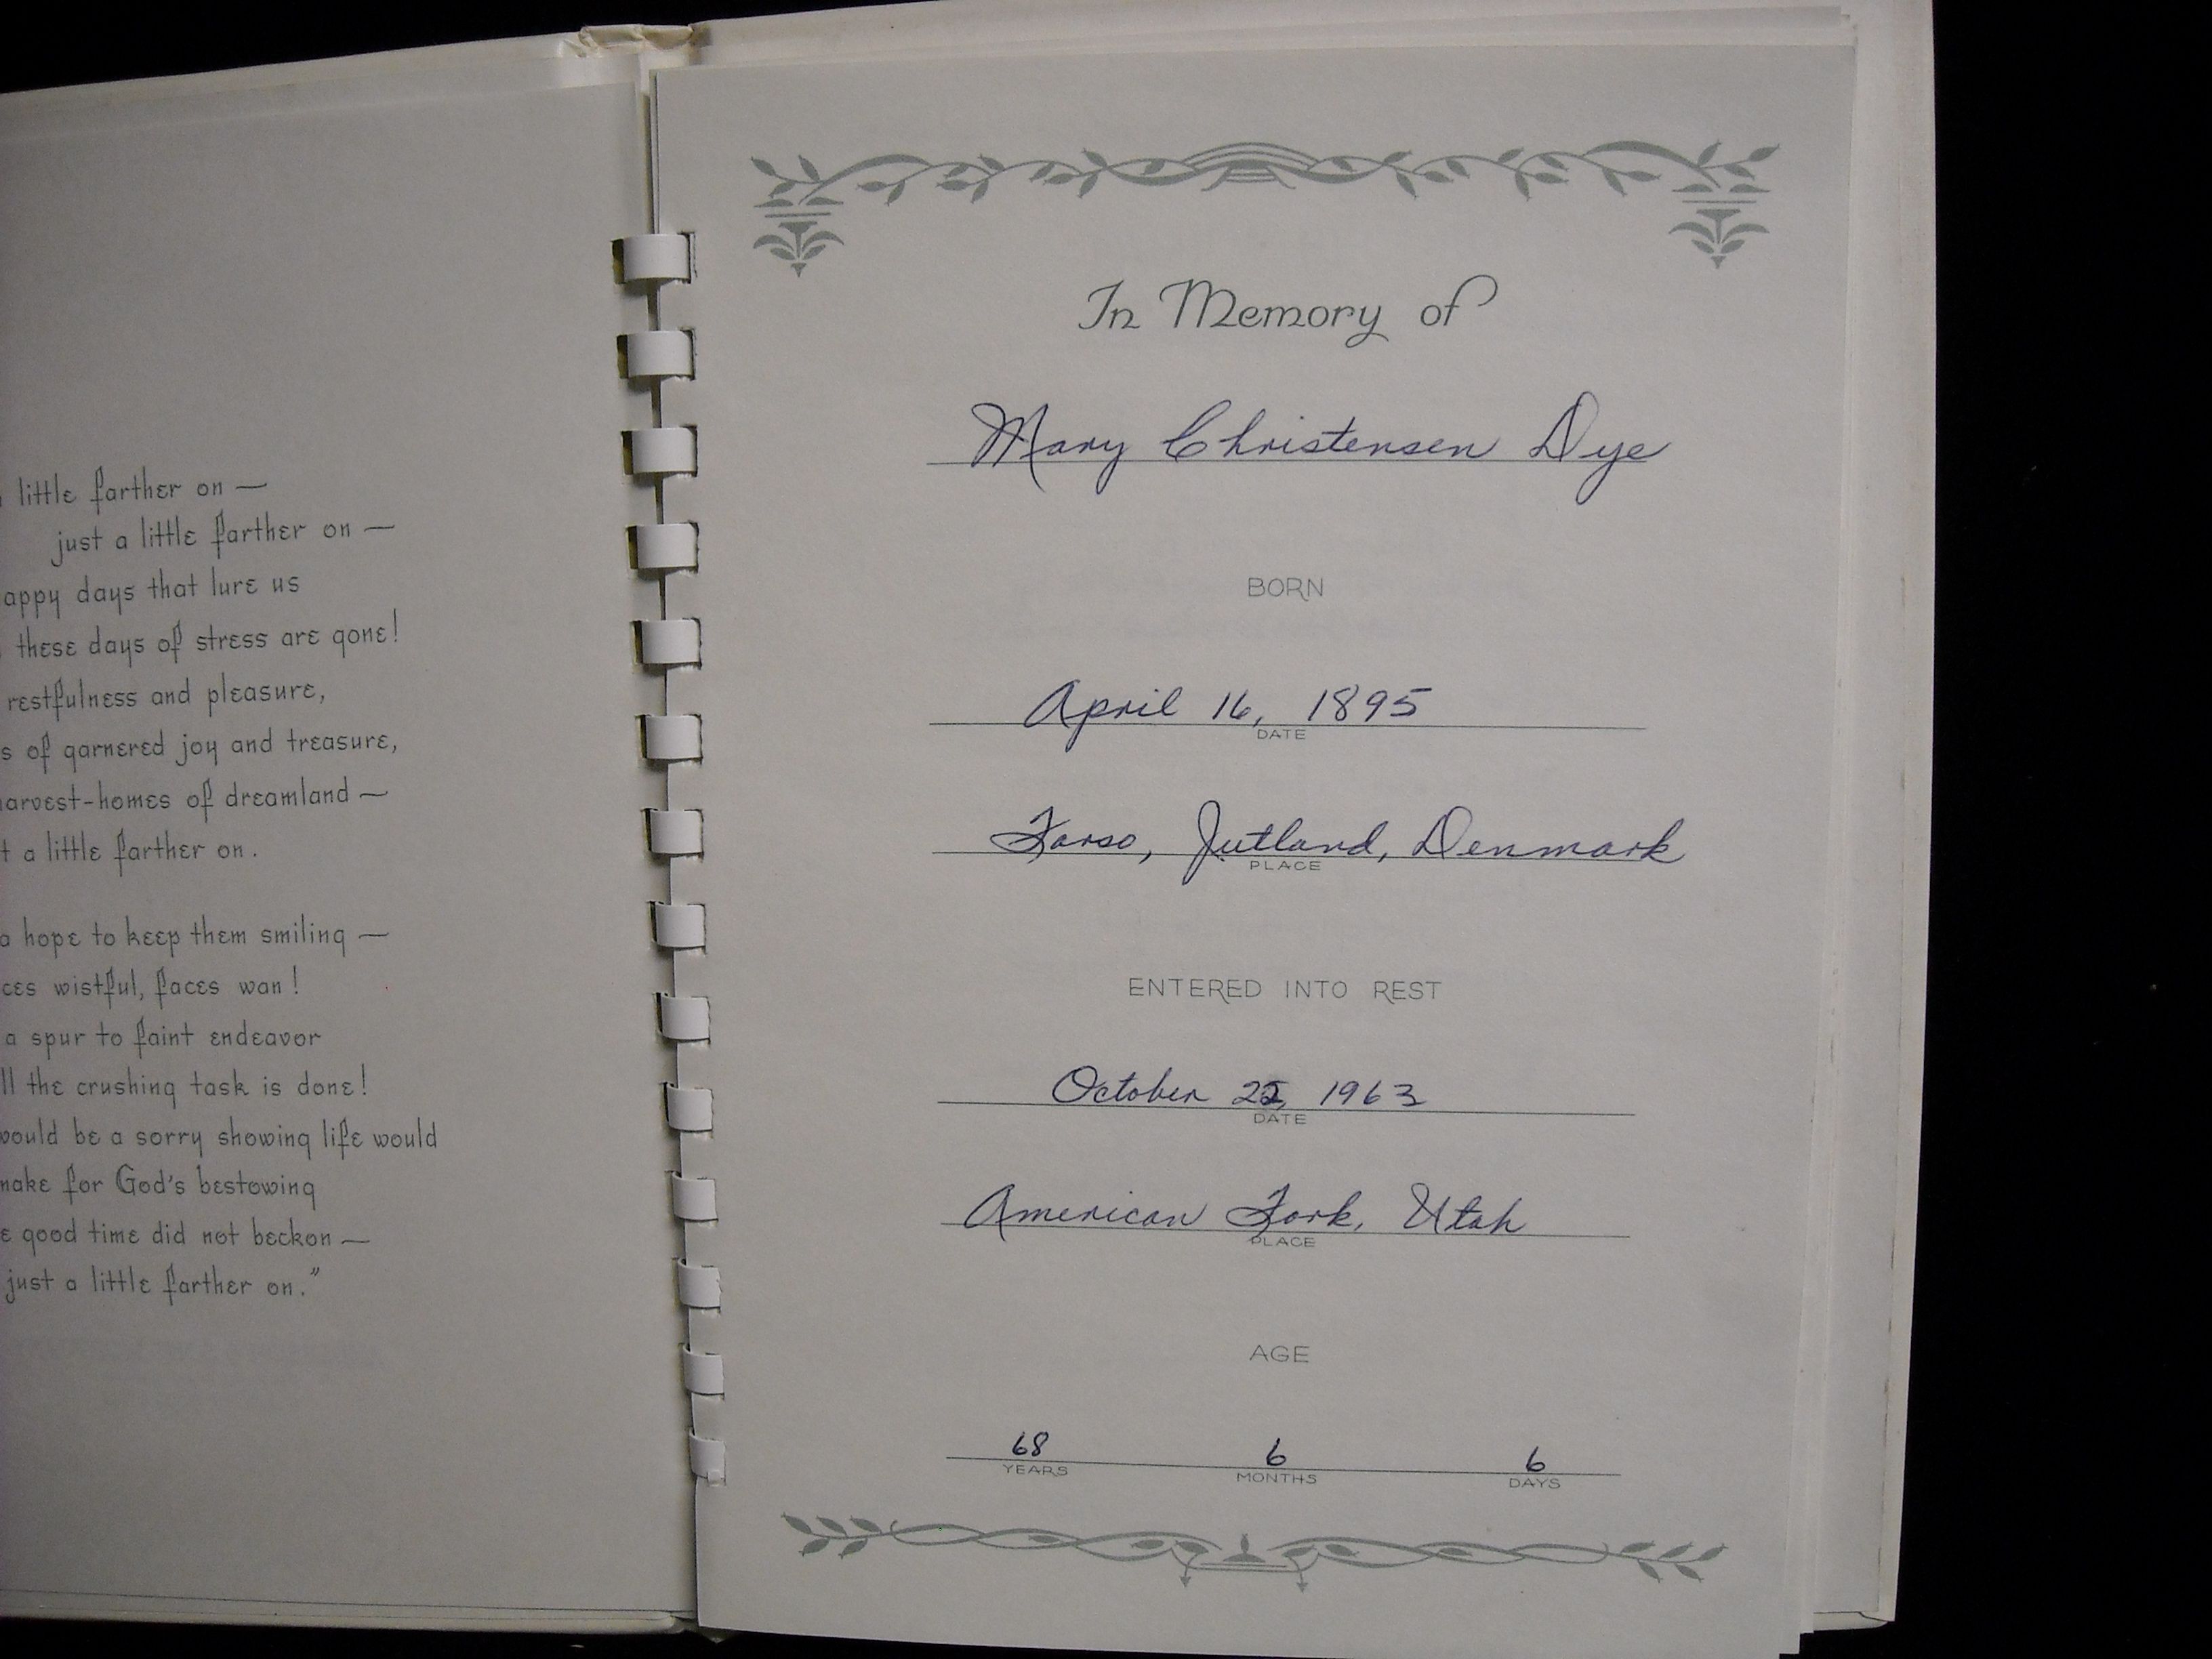 little farther on —
just a little farther on —
appy days that lure us
these days of stress are gone!
restfulness and pleasure,
s of garnered joy and treasure,
arvest-homes of dreamland —
t a little farther on.
a hope to keep them smiling —
ces wistful, faces wan!
a spur to faint endeavor
ll the crushing task is done!
would be a sorry showing life would
make for God's bestowing
e good time did not beckon —
just a little farther on."
In Memory of
Mary Christensen Dye
BORN
April 16, 1895
DATE
Farso, Jutland, Denmark
PLACE
ENTERED INTO REST
October 22, 1963
DATE
American Fork, Utah
PLACE
AGE
68 6 6
YEARS MONTHS DAYS